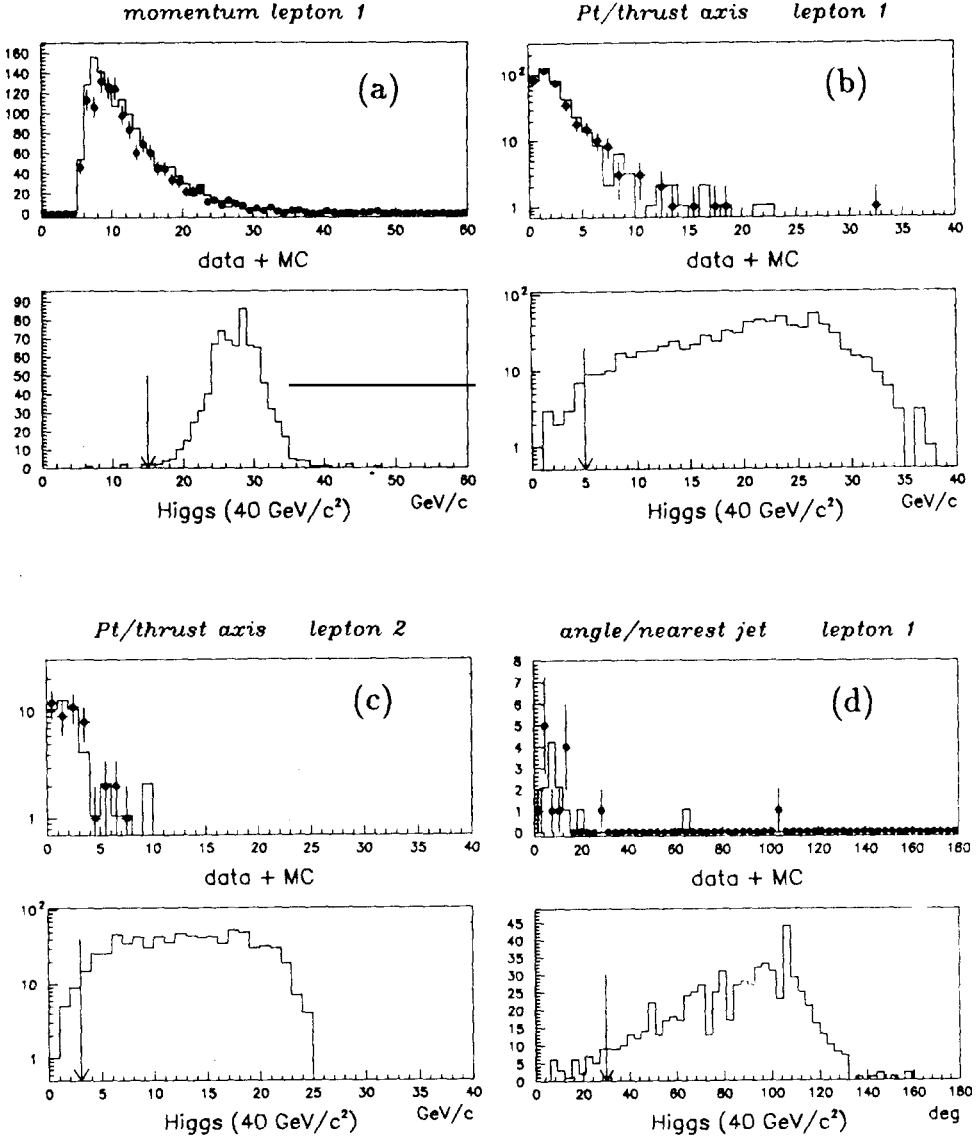 momentum lepton 1
160
140
120
100
80
60
40
20
0
(a)
0 10 20 30 40 50 60
data + MC
90
80
70
60
50
40
30
20
10
0
0 10 20 30 40 50 60
Higgs (40 GeV/c²) GeV/c
Pt/thrust axis lepton 1
10²
10
1
(b)
0 5 10 15 20 25 30 35 40
data + MC
10²
10
1
0 5 10 15 20 25 30 35 40
Higgs (40 GeV/c²) GeV/c
Pt/thrust axis lepton 2
10
1
(c)
0 5 10 15 20 25 30 35 40
data + MC
10²
10
1
0 5 10 15 20 25 30 35 40
Higgs (40 GeV/c²) GeV/c
angle/nearest jet lepton 1
8
7
6
5
4
3
2
1
0
(d)
0 20 40 60 80 100 120 140 160 180
data + MC
45
40
35
30
25
20
15
10
5
0
0 20 40 60 80 100 120 140 160 180
Higgs (40 GeV/c²) deg